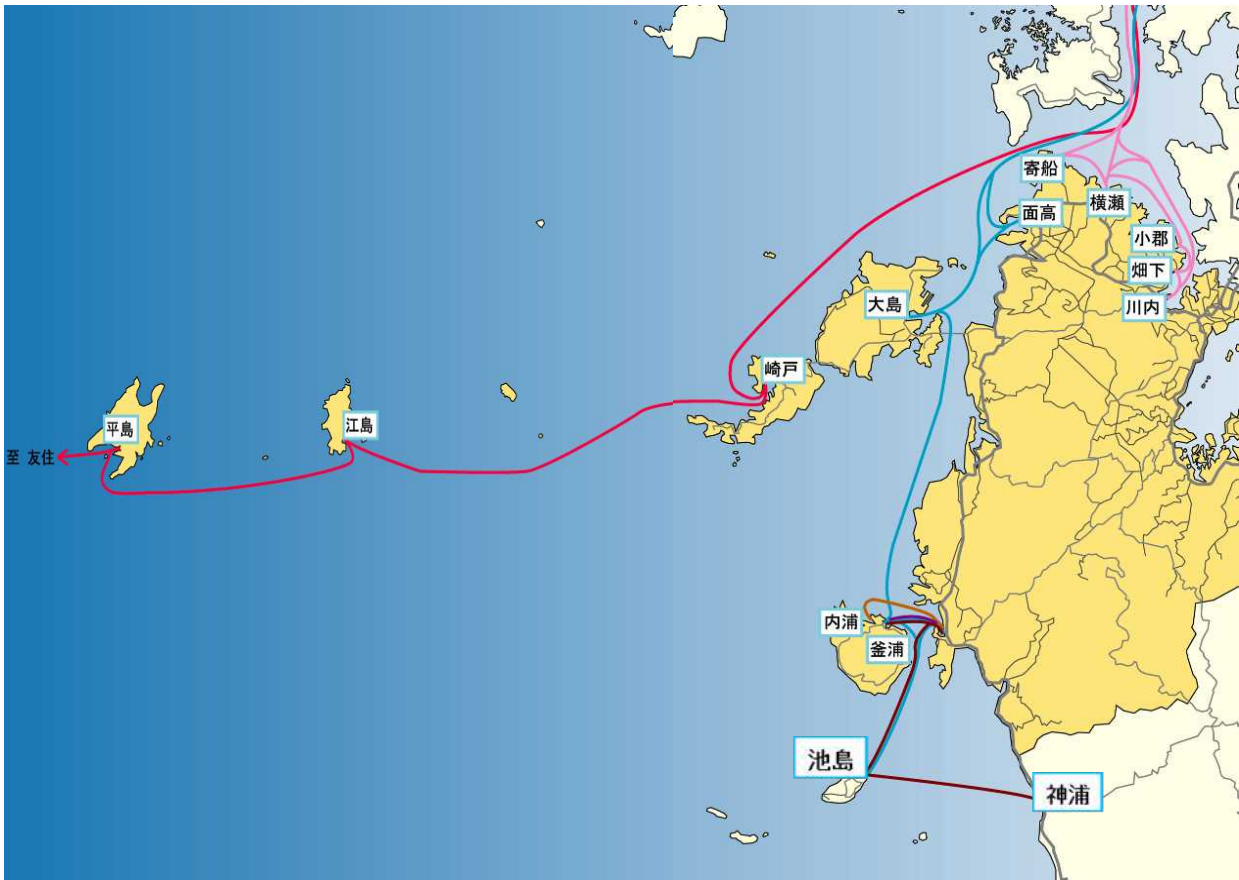 寄船
面高
横瀬
小郡
畑下
川内
大島
崎戸
江島
平島
至 友住
内浦
釜浦
池島
神浦